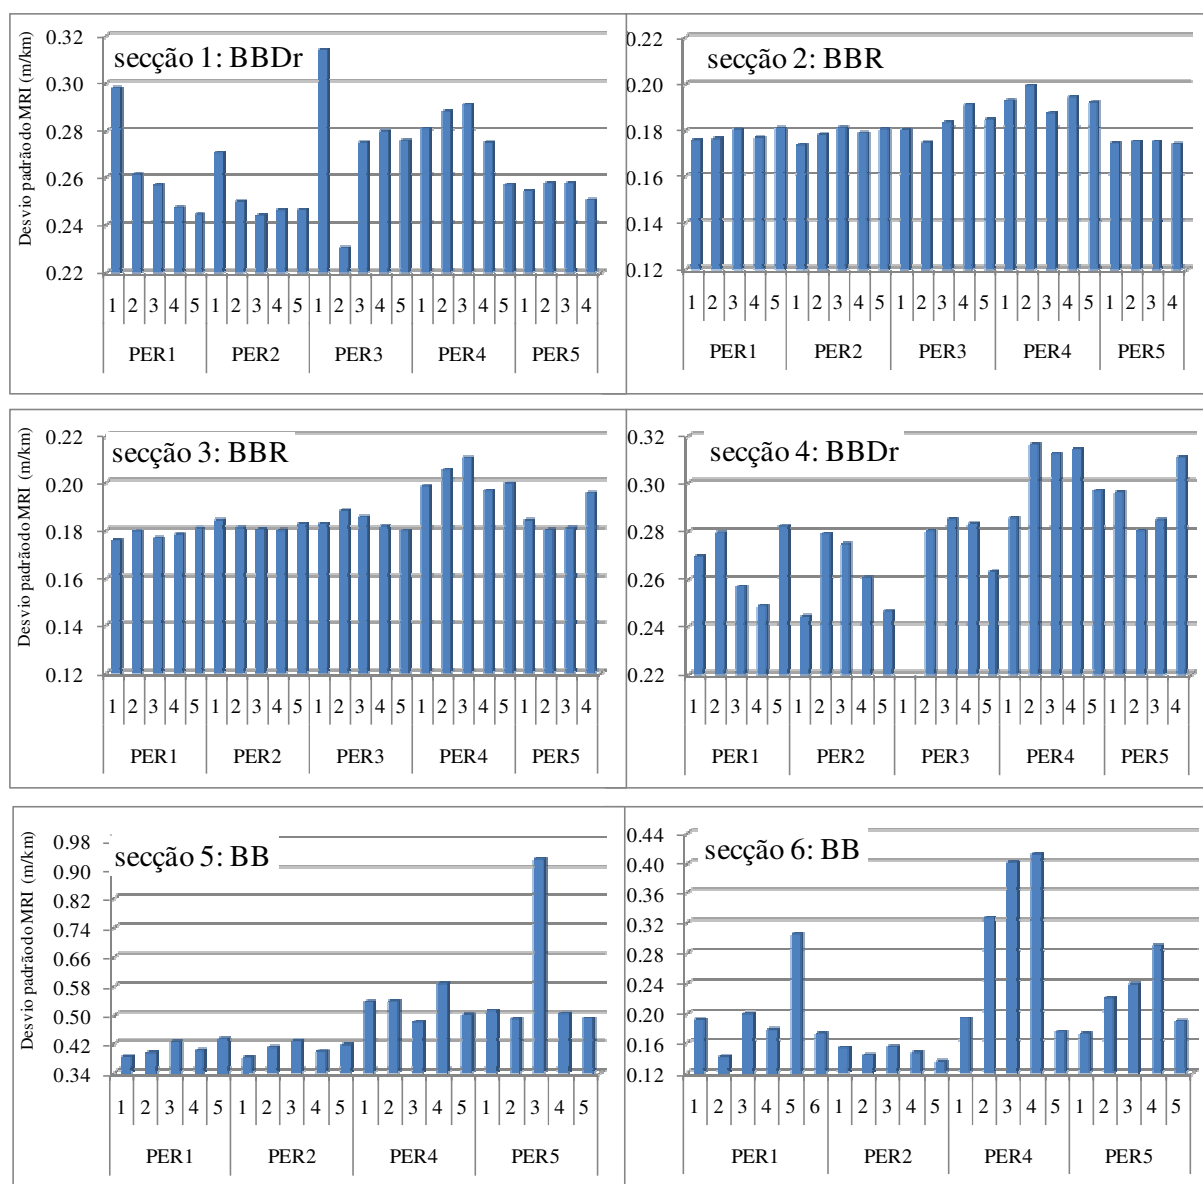 Desvio padrão do MRI (m/km)
0.32
0.30
0.28
0.26
0.24
0.22
secção 1: BBDr
1 2 3 4 5 1 2 3 4 5 1 2 3 4 5 1 2 3 4 5 1 2 3 4
PER1 PER2 PER3 PER4 PER5
0.22
0.20
0.18
0.16
0.14
0.12
secção 2: BBR
1 2 3 4 5 1 2 3 4 5 1 2 3 4 5 1 2 3 4 5 1 2 3 4
PER1 PER2 PER3 PER4 PER5
Desvio padrão do MRI (m/km)
0.22
0.20
0.18
0.16
0.14
0.12
secção 3: BBR
1 2 3 4 5 1 2 3 4 5 1 2 3 4 5 1 2 3 4 5 1 2 3 4
PER1 PER2 PER3 PER4 PER5
0.32
0.30
0.28
0.26
0.24
0.22
secção 4: BBDr
1 2 3 4 5 1 2 3 4 5 1 2 3 4 5 1 2 3 4 5 1 2 3 4
PER1 PER2 PER3 PER4 PER5
Desvio padrão do MRI (m/km)
0.98
0.90
0.82
0.74
0.66
0.58
0.50
0.42
0.34
secção 5: BB
1 2 3 4 5 1 2 3 4 5 1 2 3 4 5 1 2 3 4 5
PER1 PER2 PER4 PER5
0.44
0.40
0.36
0.32
0.28
0.24
0.20
0.16
0.12
secção 6: BB
1 2 3 4 5 6 1 2 3 4 5 1 2 3 4 5 1 2 3 4 5
PER1 PER2 PER4 PER5